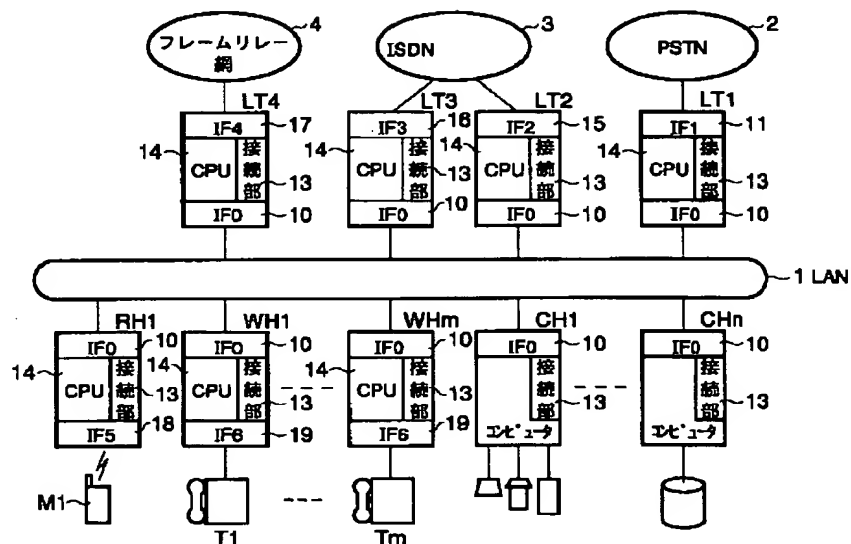 4
3
2
フレームリレー網
ISDN
PSTN
LT4
LT3
LT2
LT1
IF4
17
IF3
16
IF2
15
IF1
11
14
CPU
接続部
13
14
CPU
接続部
13
14
CPU
接続部
13
14
CPU
接続部
13
IF0
10
IF0
10
IF0
10
IF0
10
1 LAN
RH1
WH1
WHm
CH1
CHn
IF0
10
IF0
10
IF0
10
IF0
10
IF0
10
14
CPU
接続部
13
14
CPU
接続部
13
14
CPU
接続部
13
接続部
13
接続部
13
IF5
18
IF6
19
IF6
19
コンピュータ
コンピュータ
M1
T1
Tm